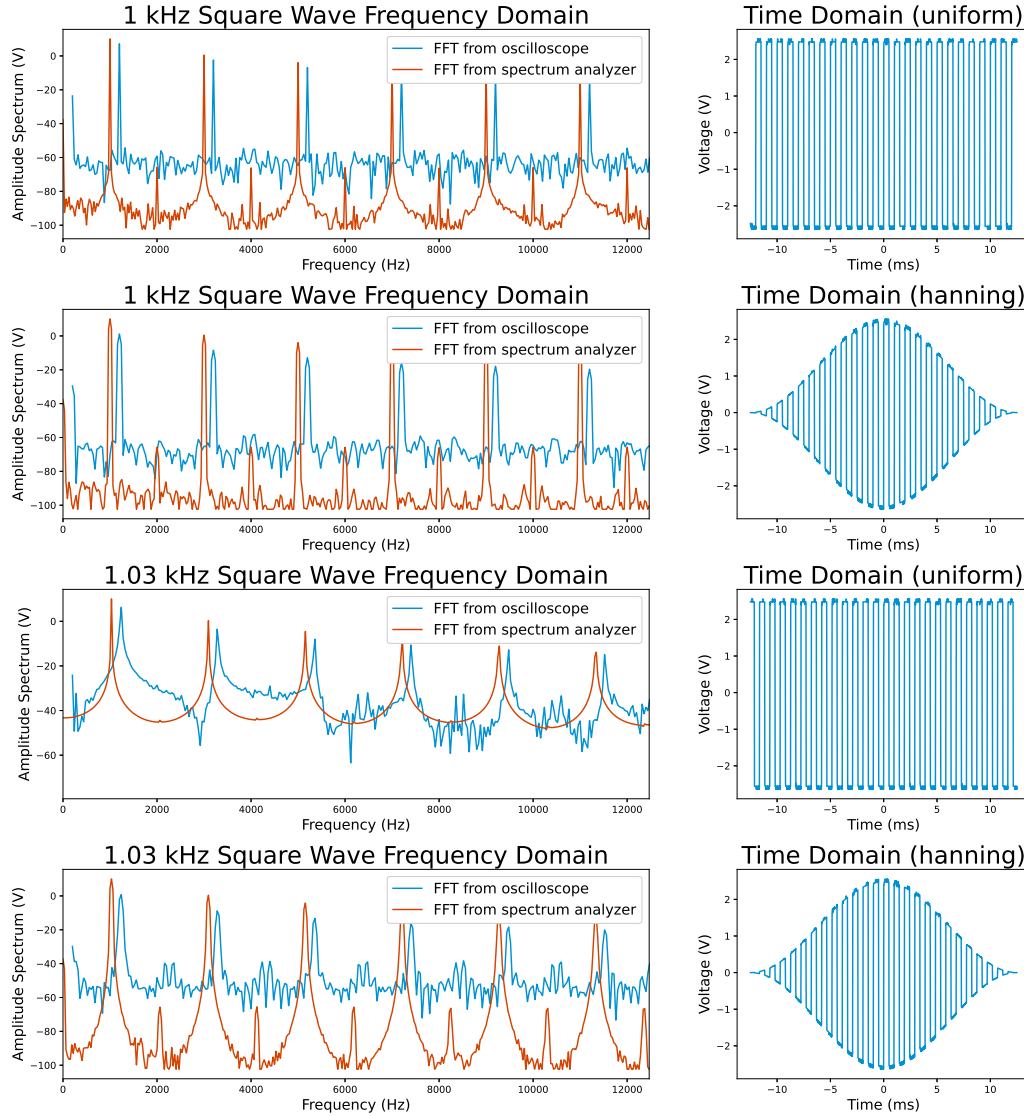 1 kHz Square Wave Frequency Domain
Time Domain (uniform)
Amplitude Spectrum (V)
FFT from oscilloscope
FFT from spectrum analyzer
0
−20
−40
−60
−80
−100
0 2000 4000 6000 8000 10000 12000
Frequency (Hz)
Voltage (V)
2
1
0
−1
−2
−10 −5 0 5 10
Time (ms)
1 kHz Square Wave Frequency Domain
Time Domain (hanning)
Amplitude Spectrum (V)
FFT from oscilloscope
FFT from spectrum analyzer
0
−20
−40
−60
−80
−100
0 2000 4000 6000 8000 10000 12000
Frequency (Hz)
Voltage (V)
2
1
0
−1
−2
−10 −5 0 5 10
Time (ms)
1.03 kHz Square Wave Frequency Domain
Time Domain (uniform)
Amplitude Spectrum (V)
FFT from oscilloscope
FFT from spectrum analyzer
0
−20
−40
−60
0 2000 4000 6000 8000 10000 12000
Frequency (Hz)
Voltage (V)
2
1
0
−1
−2
−10 −5 0 5 10
Time (ms)
1.03 kHz Square Wave Frequency Domain
Time Domain (hanning)
Amplitude Spectrum (V)
FFT from oscilloscope
FFT from spectrum analyzer
0
−20
−40
−60
−80
−100
0 2000 4000 6000 8000 10000 12000
Frequency (Hz)
Voltage (V)
2
1
0
−1
−2
−10 −5 0 5 10
Time (ms)